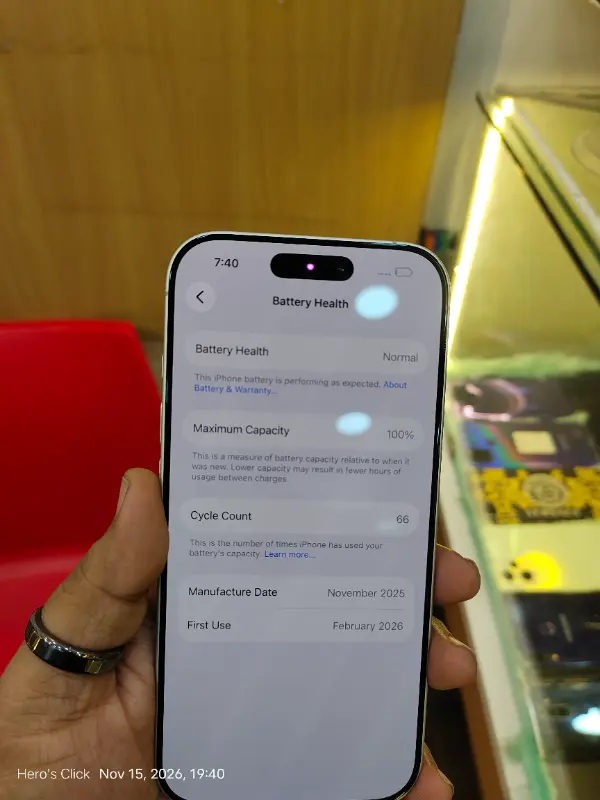 7:40
Battery Health
Battery Health Normal
This iPhone battery is performing as expected. About
Battery & Warranty...
Maximum Capacity 100%
This is a measure of battery capacity relative to when it
was new. Lower capacity may result in fewer hours of
usage between charges.
Cycle Count 66
This is the number of times iPhone has used your
battery's capacity. Learn more...
Manufacture Date November 2025
First Use February 2026
Hero's Click Nov 15, 2026, 19:40